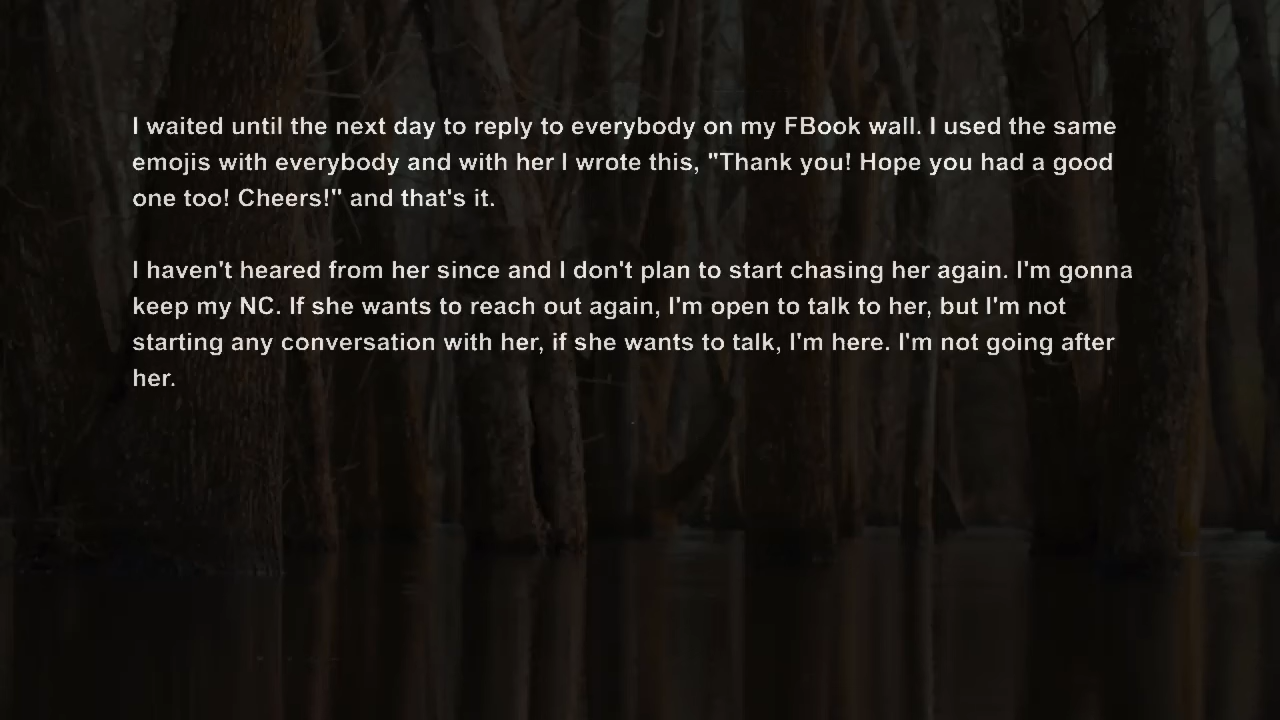 I waited until the next day to reply to everybody on my FBook wall. I used the same
emojis with everybody and with her I wrote this, "Thank you! Hope you had a good
one too! Cheers!" and that's it.
I haven't heared from her since and I don't plan to start chasing her again. I'm gonna
keep my NC. If she wants to reach out again, I'm open to talk to her, but I'm not
starting any conversation with her, if she wants to talk, I'm here. I'm not going after
her.